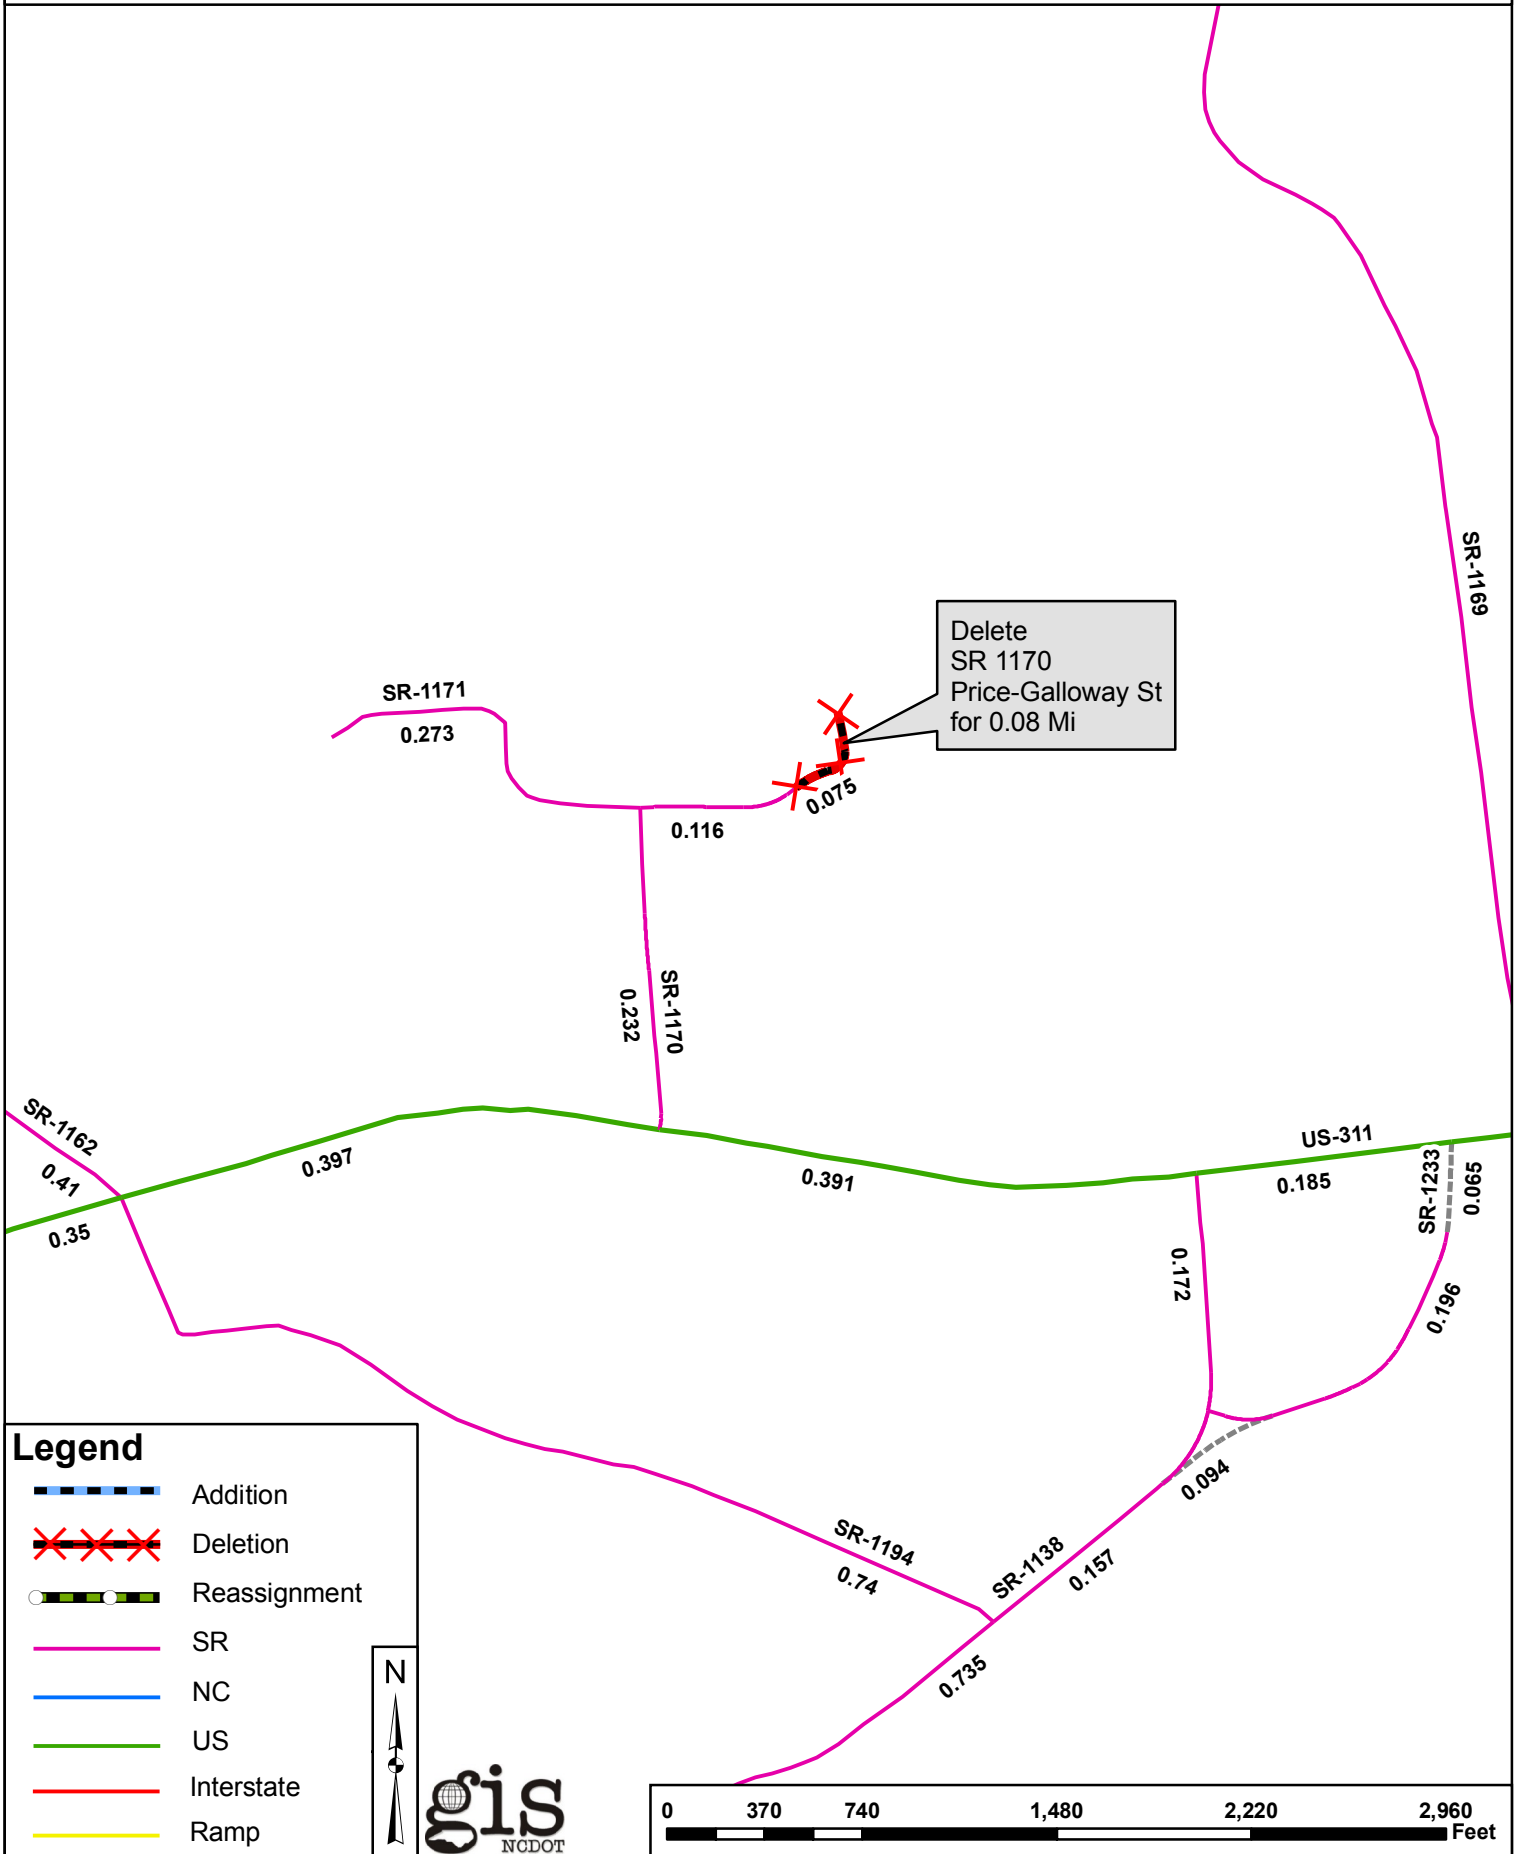 SR-1169
Delete
SR 1170
Price-Galloway St
for 0.08 Mi
SR-1171
0.273
0.075
0.116
SR-1170
0.232
SR-1162
0.41
0.397
0.35
0.391
US-311
0.185
SR-1233
0.065
0.172
0.196
0.094
SR-1138
0.157
SR-1194
0.74
0.735
Legend
Addition
Deletion
Reassignment
SR
NC
US
Interstate
Ramp
N
gis
NCDOT
0 370 740 1,480 2,220 2,960
Feet